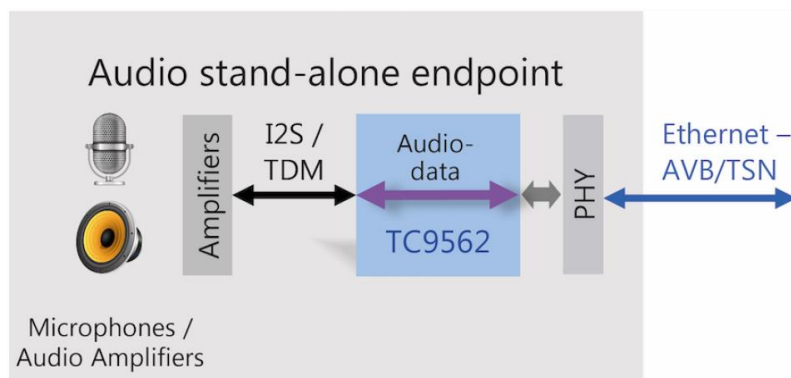 Audio stand-alone endpoint
Amplifiers
I2S /
TDM
Audio-
data
TC9562
PHY
Ethernet –
AVB/TSN
Microphones /
Audio Amplifiers